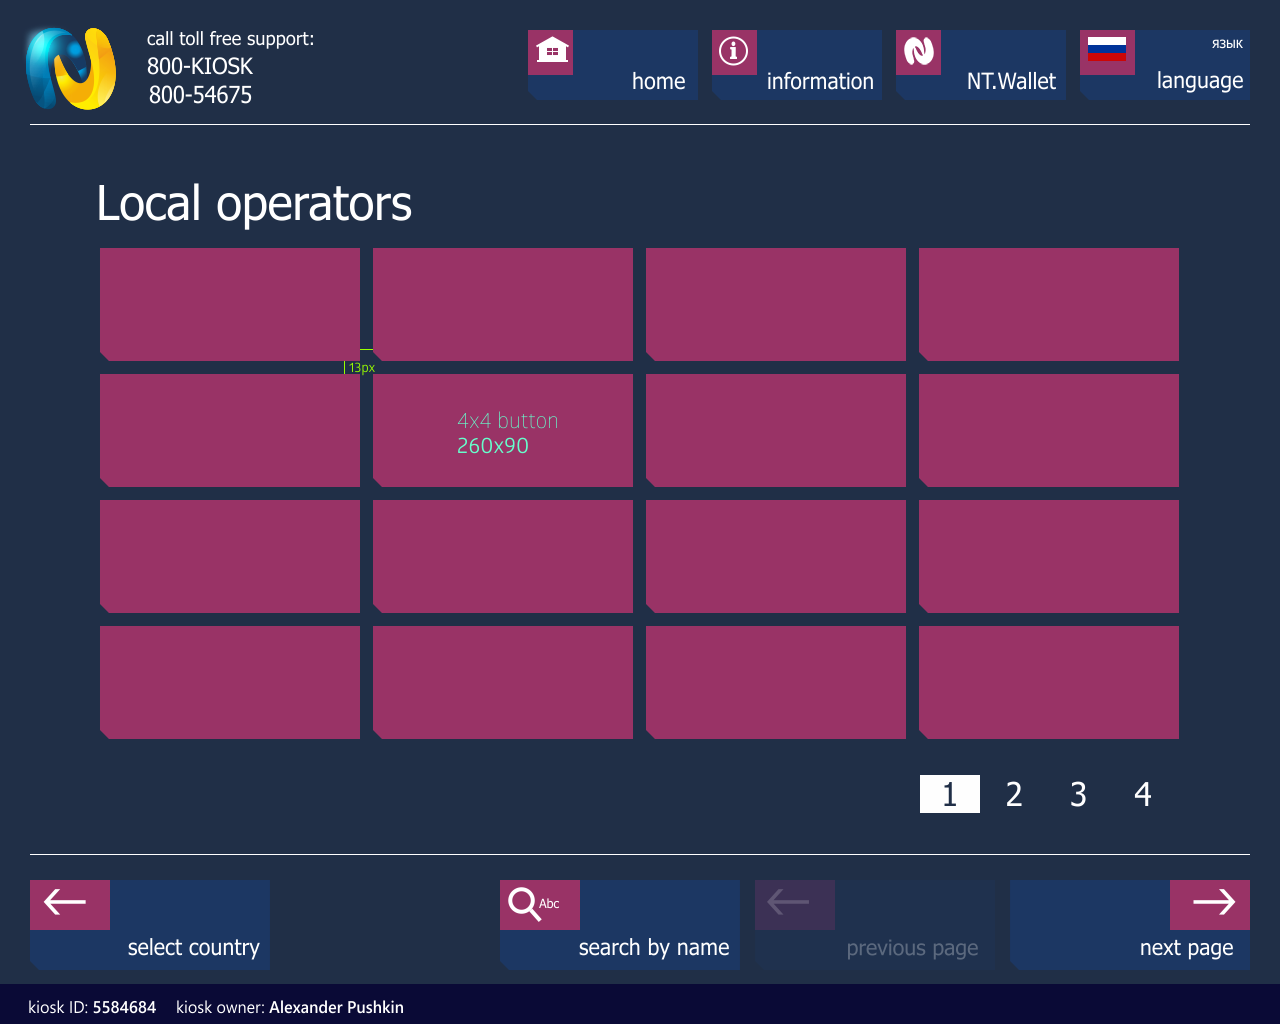 call toll free support:
800-KIOSK
800-54675
home
information
NT.Wallet
язык
language
Local operators
13px
4x4 button
260x90
1 2 3 4
select country
Abc
search by name
previous page
next page
kiosk ID: 5584684 kiosk owner: Alexander Pushkin